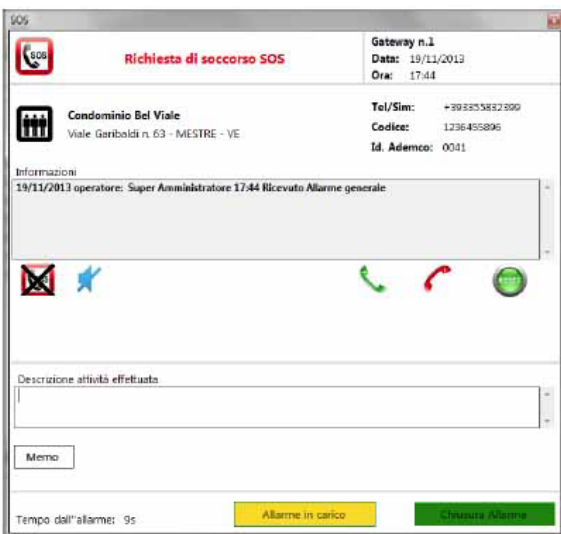 SOS
SOS
Richiesta di soccorso SOS
Gateway n.1
Data: 19/11/2013
Ora: 17:44
Condominio Bel Viale
Viale Garibaldi n. 63 - MESTRE - VE
Tel/Sim: +393355832399
Codice: 1236455896
Id. Ademco: 0041
Informazioni
19/11/2013 operatore: Super Amministratore 17:44 Ricevuto Allarme generale
Descrizione attività effettuata
Memo
Tempo dall''allarme: 9s
Allarme in carico
Chiusura Allarme